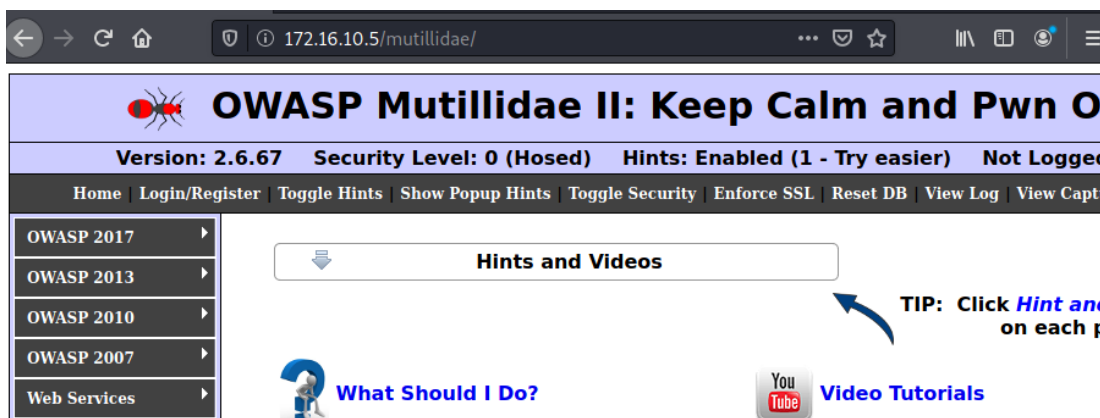 172.16.10.5/mutillidae/
OWASP Mutillidae II: Keep Calm and Pwn O
Version: 2.6.67 Security Level: 0 (Hosed) Hints: Enabled (1 - Try easier) Not Logged
Home | Login/Register | Toggle Hints | Show Popup Hints | Toggle Security | Enforce SSL | Reset DB | View Log | View Capt
OWASP 2017
OWASP 2013
OWASP 2010
OWASP 2007
Web Services
Hints and Videos
TIP: Click Hint and
on each p
What Should I Do?
You
Tube
Video Tutorials